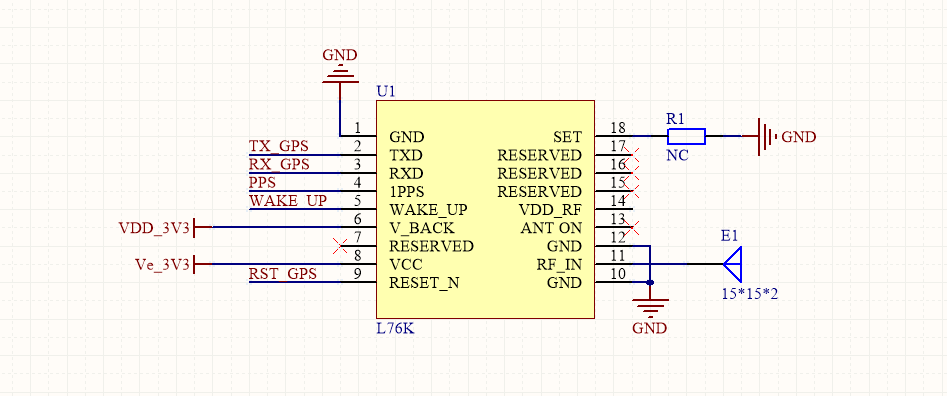 GND
U1
1 GND
SET 18
R1
GND
NC
TX_GPS 2 TXD
RESERVED 17
RX_GPS 3 RXD
RESERVED 16
PPS 4 1PPS
RESERVED 15
WAKE_UP 5 WAKE_UP
VDD_RF 14
VDD_3V3 6 V_BACK
ANT ON 13
7 RESERVED
GND 12
E1
Ve_3V3 8 VCC
RF_IN 11
RST_GPS 9 RESET_N
GND 10
15*15*2
L76K
GND